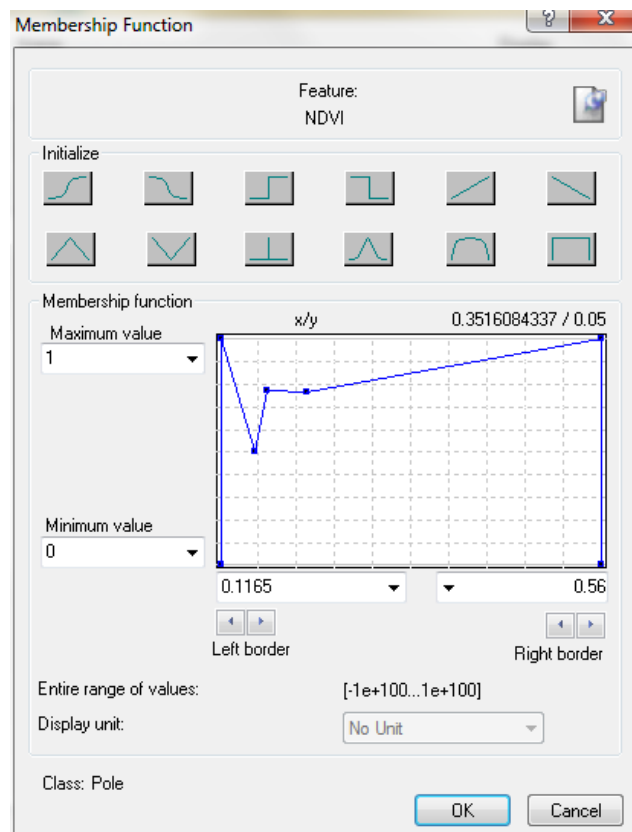 Membership Function
?
X
Feature:
NDVI
Initialize
Membership function
Maximum value
x/y
0.3516084337 / 0.05
1
Minimum value
0
0.1165
0.56
Left border
Right border
Entire range of values:
[-1e+100...1e+100]
Display unit:
No Unit
Class: Pole
OK
Cancel